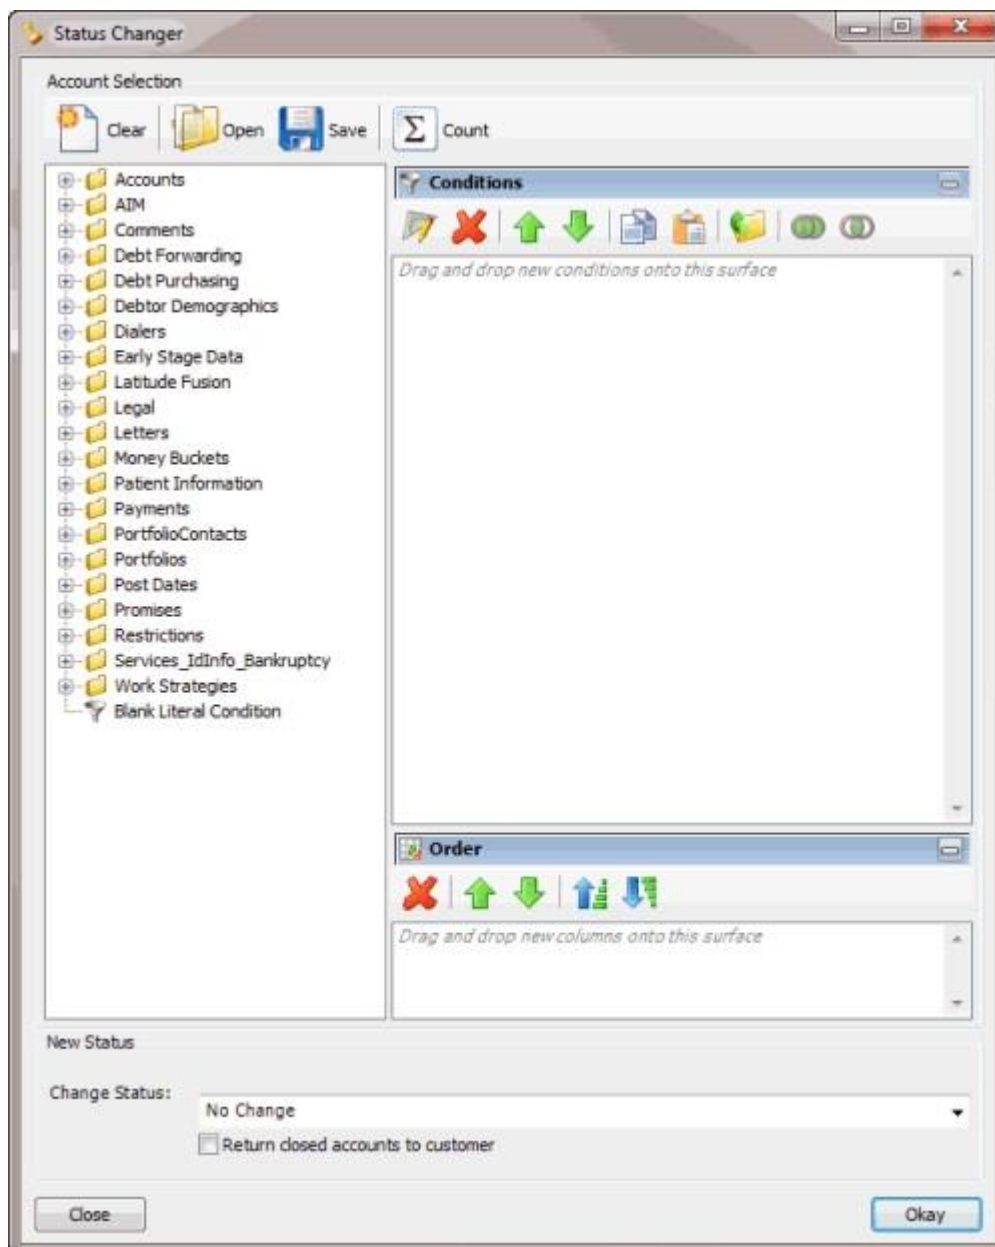 Status Changer
Account Selection
Clear Open Save Σ Count
Accounts
AIM
Comments
Debt Forwarding
Debt Purchasing
Debtor Demographics
Dialers
Early Stage Data
Latitude Fusion
Legal
Letters
Money Buckets
Patient Information
Payments
PortfolioContacts
Portfolios
Post Dates
Promises
Restrictions
Services_IdInfo_Bankruptcy
Work Strategies
Blank Literal Condition
Conditions
Drag and drop new conditions onto this surface
Order
Drag and drop new columns onto this surface
New Status
Change Status:
No Change
Return closed accounts to customer
Close Okay